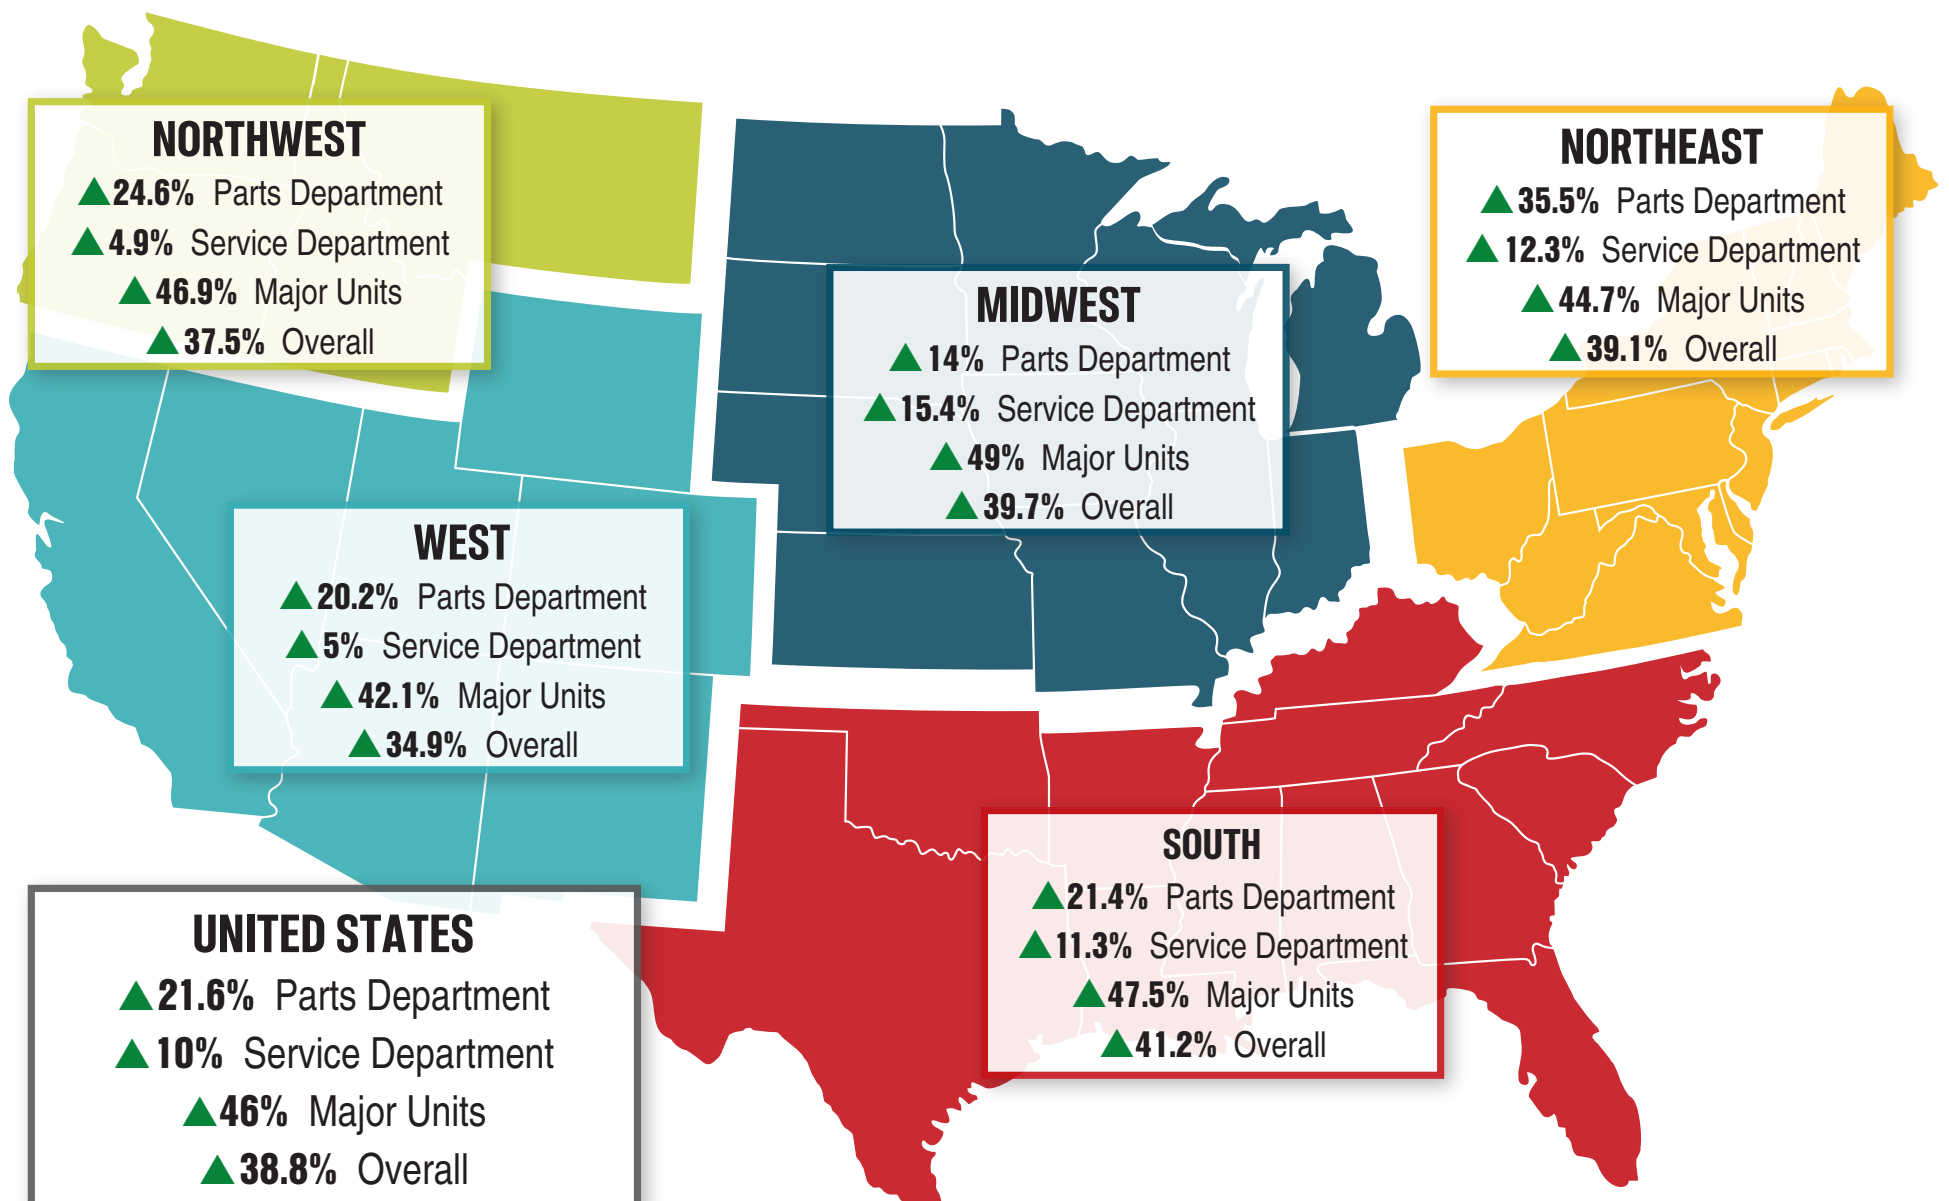 NORTHWEST
▲24.6% Parts Department
▲4.9% Service Department
▲46.9% Major Units
▲37.5% Overall
NORTHEAST
▲35.5% Parts Department
▲12.3% Service Department
▲44.7% Major Units
▲39.1% Overall
MIDWEST
▲14% Parts Department
▲15.4% Service Department
▲49% Major Units
▲39.7% Overall
WEST
▲20.2% Parts Department
▲5% Service Department
▲42.1% Major Units
▲34.9% Overall
SOUTH
▲21.4% Parts Department
▲11.3% Service Department
▲47.5% Major Units
▲41.2% Overall
UNITED STATES
▲21.6% Parts Department
▲10% Service Department
▲46% Major Units
▲38.8% Overall